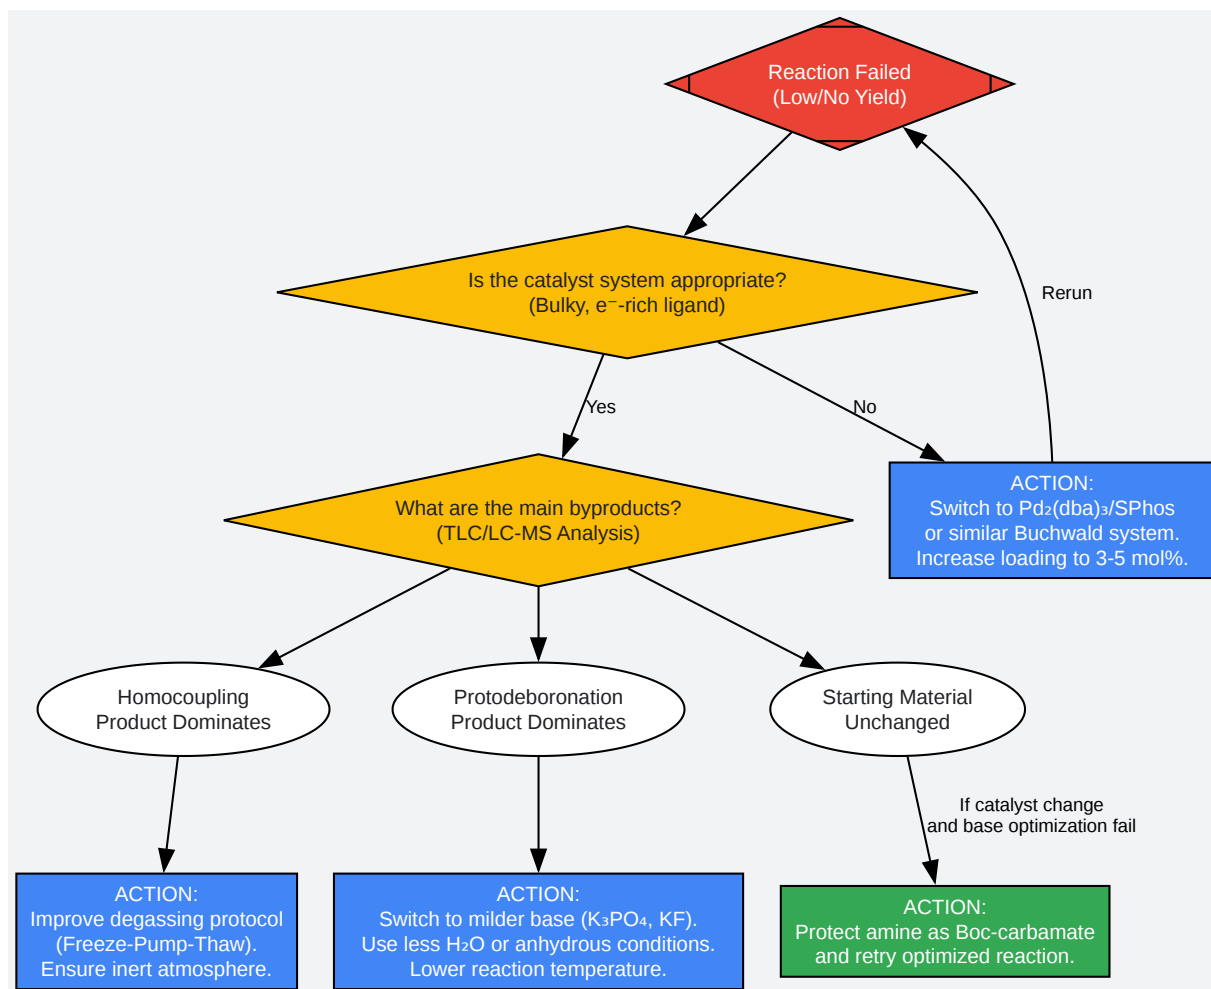 Reaction Failed
(Low/No Yield)
Is the catalyst system appropriate?
(Bulky, e⁻-rich ligand)
Rerun
Yes
No
ACTION:
Switch to Pd₂(dba)₃/SPhos
or similar Buchwald system.
Increase loading to 3-5 mol%.
What are the main byproducts?
(TLC/LC-MS Analysis)
Homocoupling
Product Dominates
Protodeboronation
Product Dominates
Starting Material
Unchanged
If catalyst change
and base optimization fail
ACTION:
Improve degassing protocol
(Freeze-Pump-Thaw).
Ensure inert atmosphere.
ACTION:
Switch to milder base (K₃PO₄, KF).
Use less H₂O or anhydrous conditions.
Lower reaction temperature.
ACTION:
Protect amine as Boc-carbamate
and retry optimized reaction.